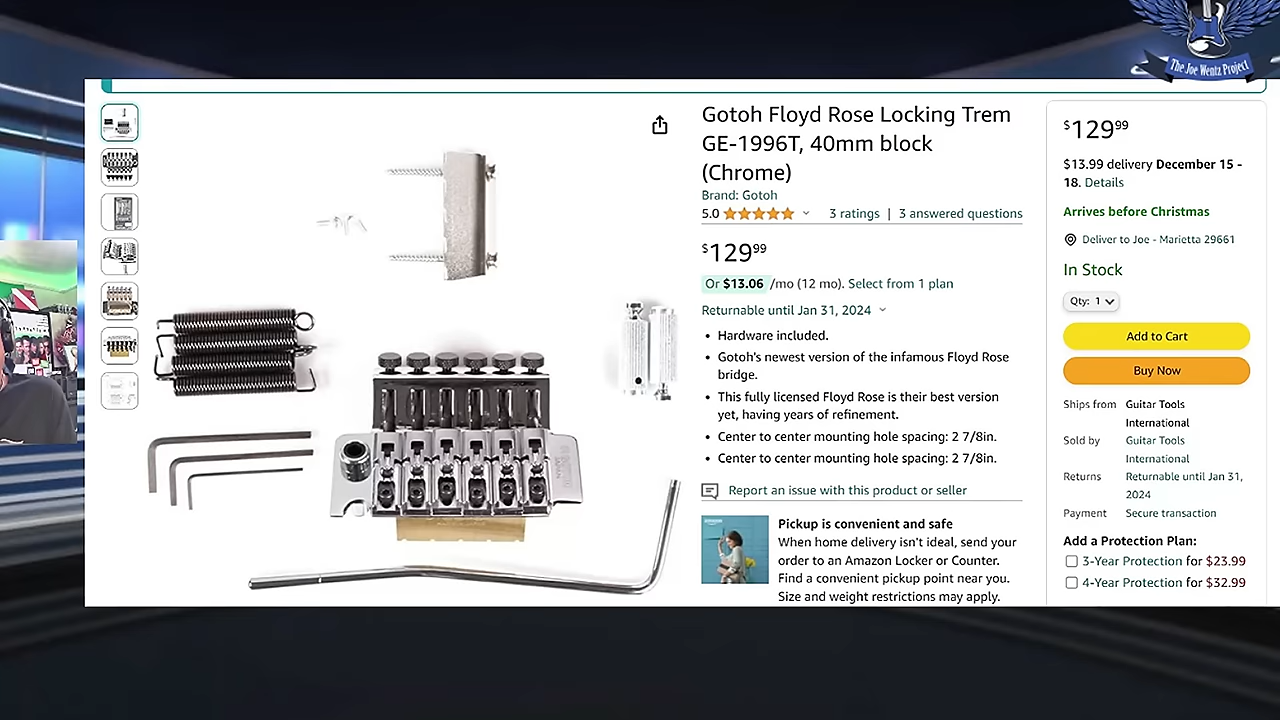 The Joe Wentz Project
Gotoh Floyd Rose Locking Trem
GE-1996T, 40mm block
(Chrome)
Brand: Gotoh
5.0
3 ratings | 3 answered questions
$129 99
Or $13.06 /mo (12 mo). Select from 1 plan
Returnable until Jan 31, 2024
• Hardware included.
• Gotoh's newest version of the infamous Floyd Rose
bridge.
• This fully licensed Floyd Rose is their best version
yet, having years of refinement.
• Center to center mounting hole spacing: 2 7/8in.
• Center to center mounting hole spacing: 2 7/8in.
Report an issue with this product or seller
Pickup is convenient and safe
When home delivery isn't ideal, send your
order to an Amazon Locker or Counter.
Find a convenient pickup point near you.
Size and weight restrictions may apply.
$129 99
$13.99 delivery December 15 -
18. Details
Arrives before Christmas
Deliver to Joe - Marietta 29661
In Stock
Qty: 1
Add to Cart
Buy Now
Ships from Guitar Tools
International
Sold by Guitar Tools
International
Returns Returnable until Jan 31,
2024
Payment Secure transaction
Add a Protection Plan:
3-Year Protection for $23.99
4-Year Protection for $32.99